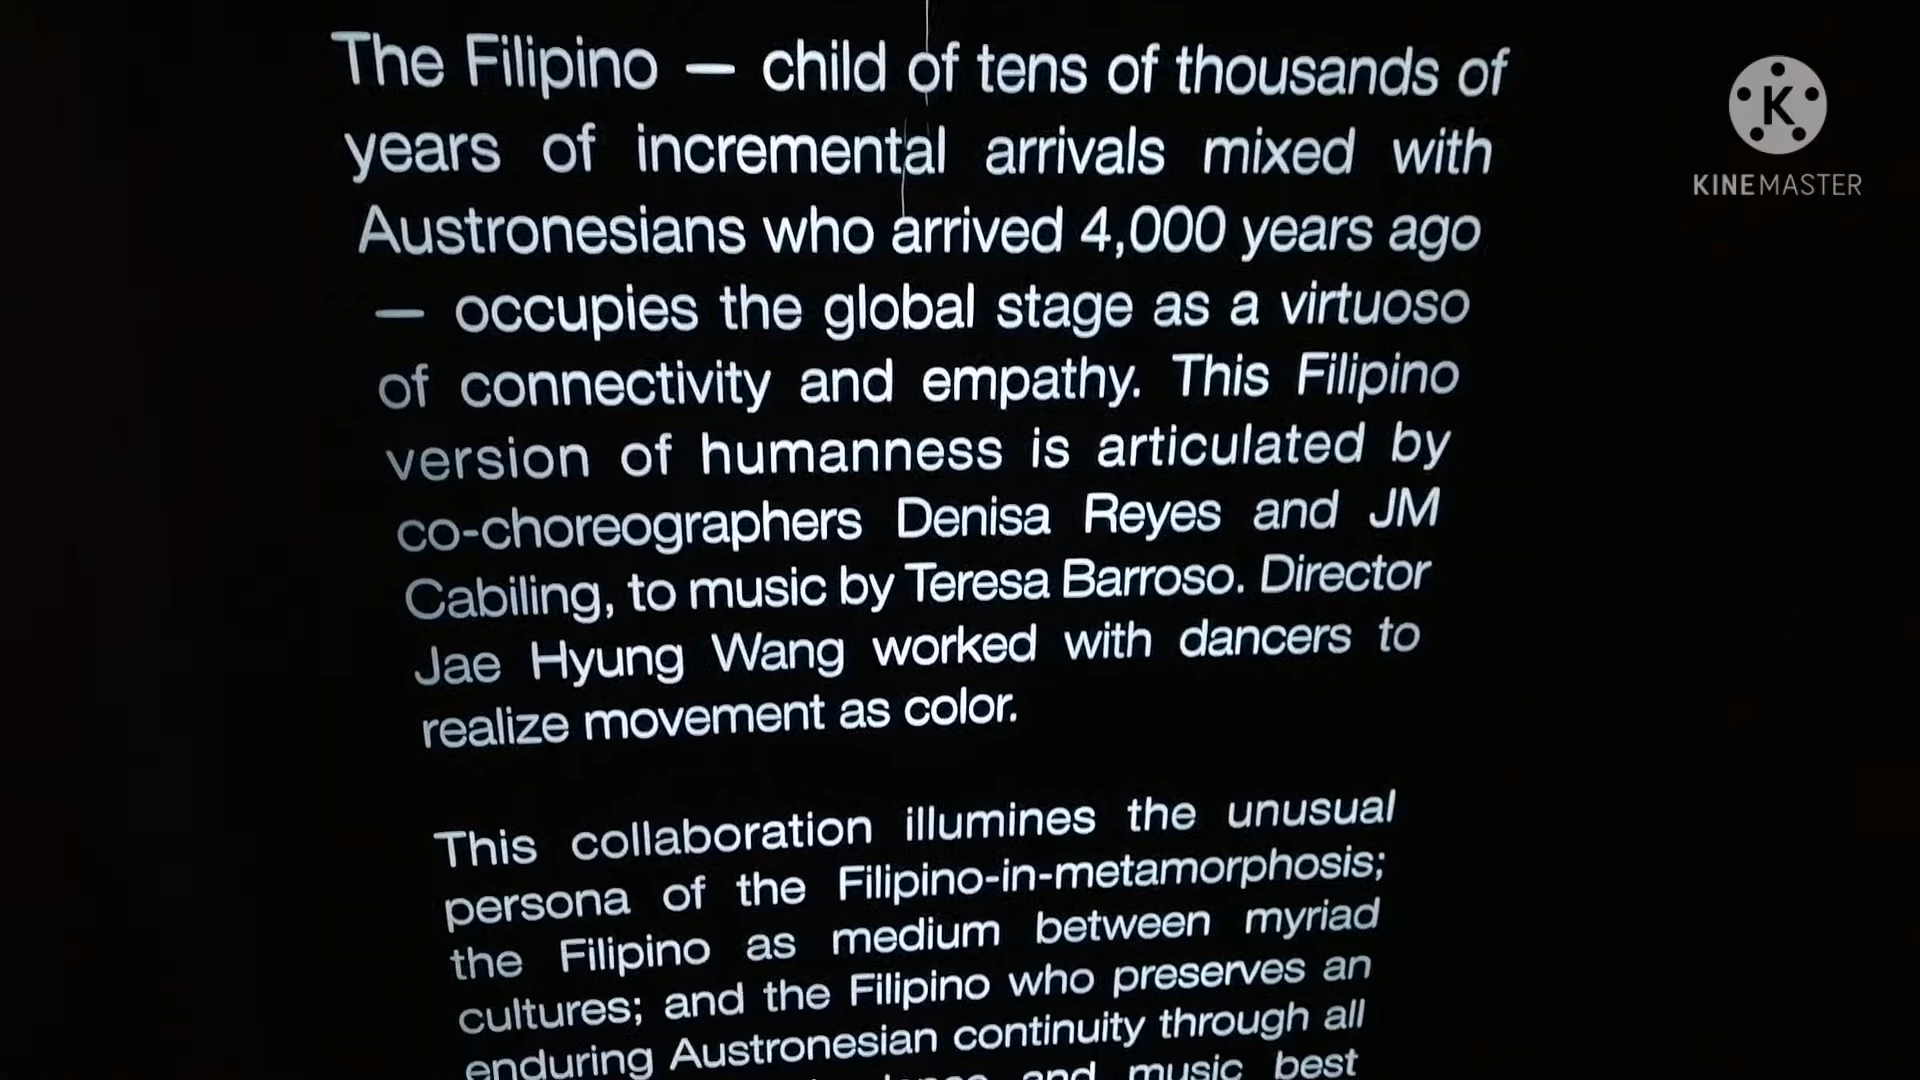 The Filipino — child of tens of thousands of
years of incremental arrivals mixed with
Austronesians who arrived 4,000 years ago
— occupies the global stage as a virtuoso
of connectivity and empathy. This Filipino
version of humanness is articulated by
co-choreographers Denisa Reyes and JM
Cabiling, to music by Teresa Barroso. Director
Jae Hyung Wang worked with dancers to
realize movement as color.
This collaboration illumines the unusual
persona of the Filipino-in-metamorphosis;
the Filipino as medium between myriad
cultures; and the Filipino who preserves an
enduring Austronesian continuity through all
and music best
K
KINEMASTER